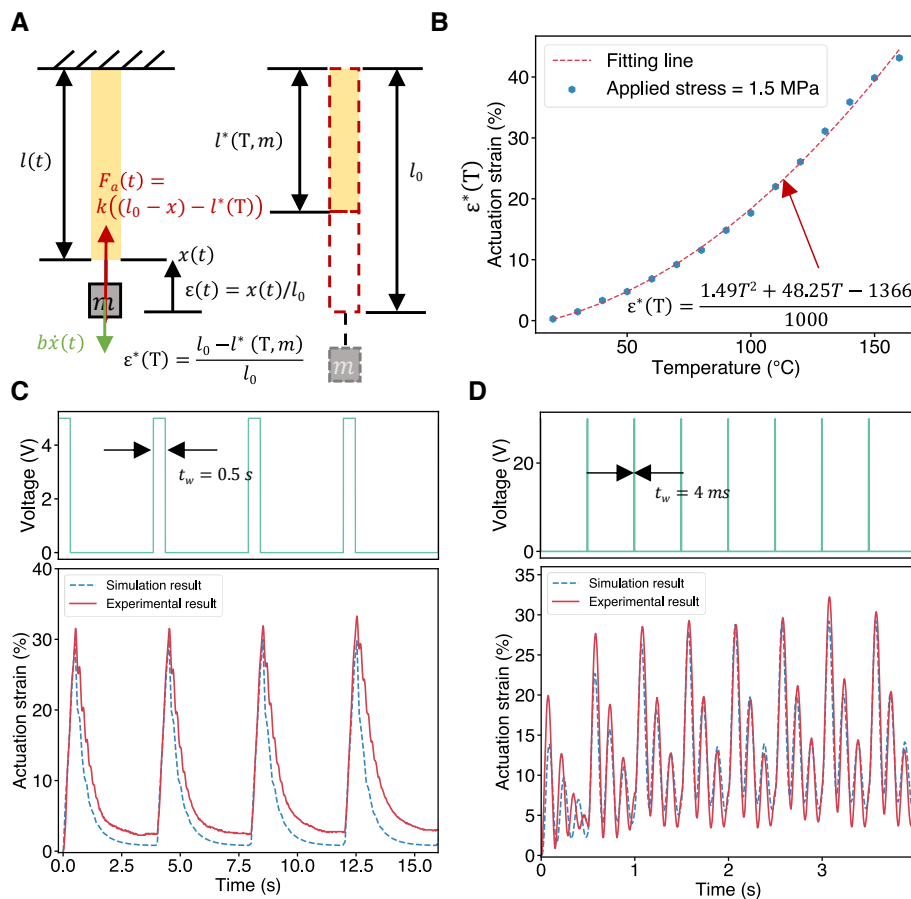 A
l(t)
F_a(t) =
k((l_0 − x) − l*(T))
x(t)
m
ε(t) = x(t)/l_0
bẋ(t)
ε*(T) = (l_0 − l* (T, m))/l_0
l*(T, m)
l_0
m
B
Fitting line
Applied stress = 1.5 MPa
ε*(T)
Actuation strain (%)
40
30
20
10
0
ε*(T) = (1.49T² + 48.25T − 1366)/1000
50 100 150
Temperature (°C)
C
Voltage (V)
4
2
0
t_w = 0.5 s
Simulation result
Experimental result
Actuation strain (%)
40
30
20
10
0
0.0 2.5 5.0 7.5 10.0 12.5 15.0
Time (s)
D
Voltage (V)
20
0
t_w = 4 ms
Simulation result
Experimental result
Actuation strain (%)
35
30
25
20
15
10
5
0
0 1 2 3
Time (s)